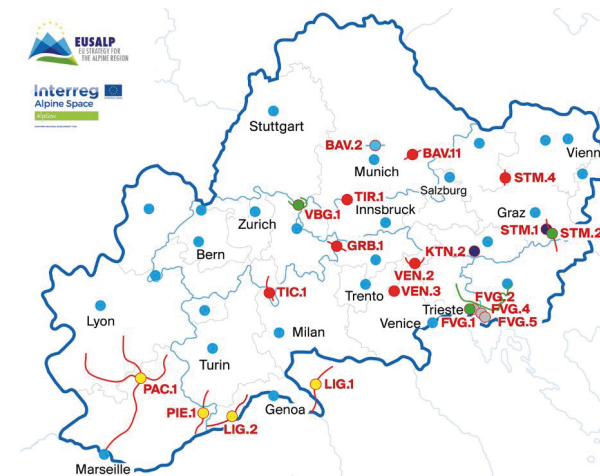 EUSALP
EU STRATEGY FOR
THE ALPINE REGION
Interreg
Alpine Space
Stuttgart
BAV.2
BAV.11
Munich
Vienn
STM.4
Salzburg
TIR.1
VBG.1
Innsbruck
Zurich
Graz
STM.1
STM.2
Bern
GRB.1
KTN,2
VEN.2
TIC.1
Trento
VEN.3
FVG.2
Lyon
Trieste
FVG.4
Venice
FVG.1
FVG.5
Milan
Turin
PAC.1
LIG.1
PIE.1
Genoa
LIG.2
Marseille